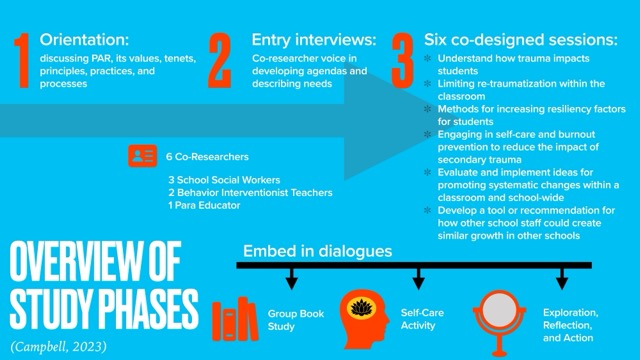 1
Orientation:
discussing PAR, its values, tenets,
principles, practices, and
processes
2
Entry interviews:
Co-researcher voice in
developing agendas and
describing needs
3
Six co-designed sessions:
Understand how trauma impacts
students
Limiting re-traumatization within the
classroom
Methods for increasing resiliency factors
for students
Engaging in self-care and burnout
prevention to reduce the impact of
secondary trauma
Evaluate and implement ideas for
promoting systematic changes within a
classroom and school-wide
Develop a tool or recommendation for
how other school staff could create
similar growth in other schools
6 Co-Researchers
3 School Social Workers
2 Behavior Interventionist Teachers
1 Para Educator
OVERVIEW OF
STUDY PHASES
(Campbell, 2023)
Embed in dialogues
Group Book
Study
Self-Care
Activity
Exploration,
Reflection,
and Action